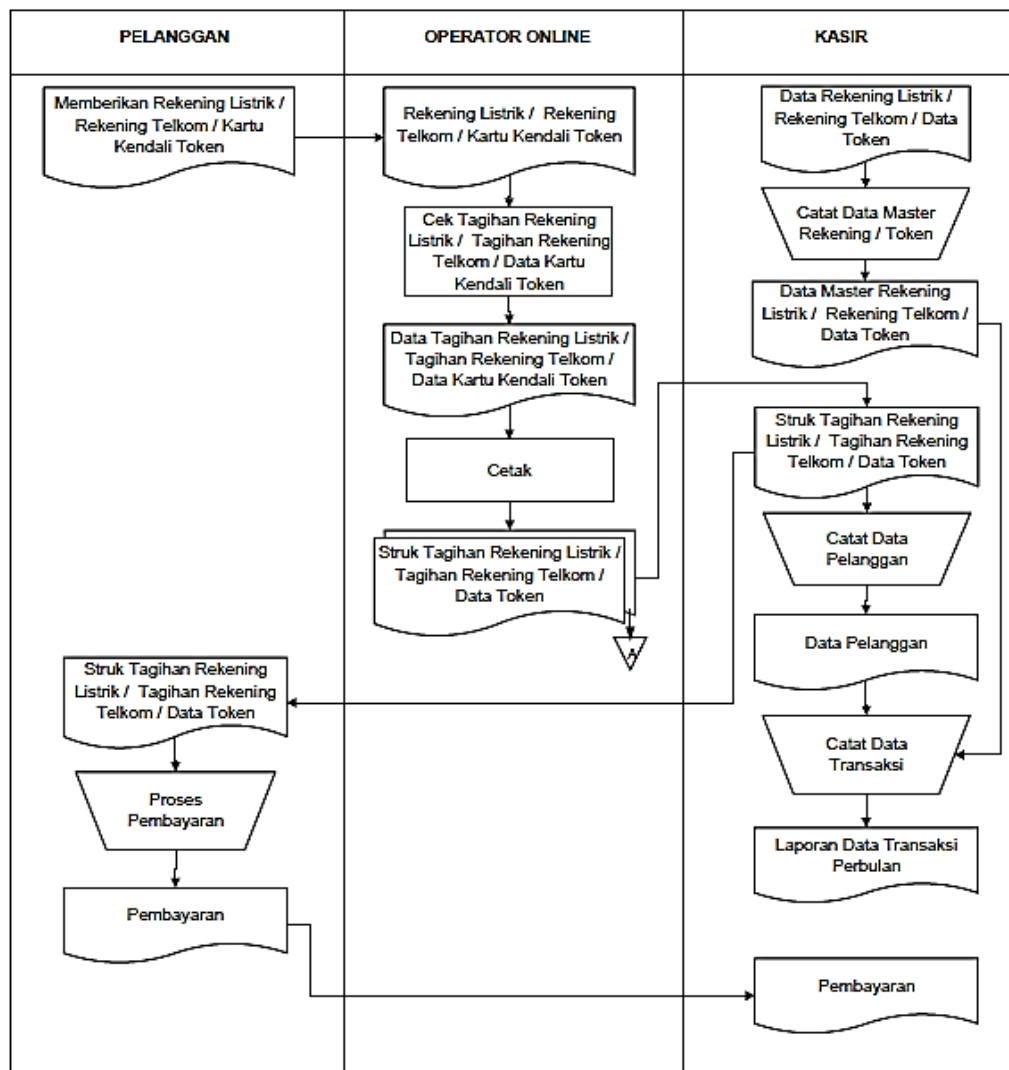 PELANGGAN
OPERATOR ONLINE
KASIR
Memberikan Rekening Listrik /
Rekening Telkom / Kartu
Kendali Token
Rekening Listrik / Rekening
Telkom / Kartu Kendali Token
Data Rekening Listrik /
Rekening Telkom / Data
Token
Cek Tagihan Rekening
Listrik / Tagihan Rekening
Telkom / Data Kartu
Kendali Token
Catat Data Master
Rekening / Token
Data Master Rekening
Listrik / Rekening Telkom /
Data Token
Data Tagihan Rekening Listrik /
Tagihan Rekening Telkom /
Data Kartu Kendali Token
Struk Tagihan Rekening
Listrik / Tagihan Rekening
Telkom / Data Token
Cetak
Catat Data
Pelanggan
Struk Tagihan Rekening Listrik /
Tagihan Rekening Telkom /
Data Token
A
Data Pelanggan
Struk Tagihan Rekening
Listrik / Tagihan Rekening
Telkom / Data Token
Catat Data
Transaksi
Proses
Pembayaran
Laporan Data Transaksi
Perbulan
Pembayaran
Pembayaran